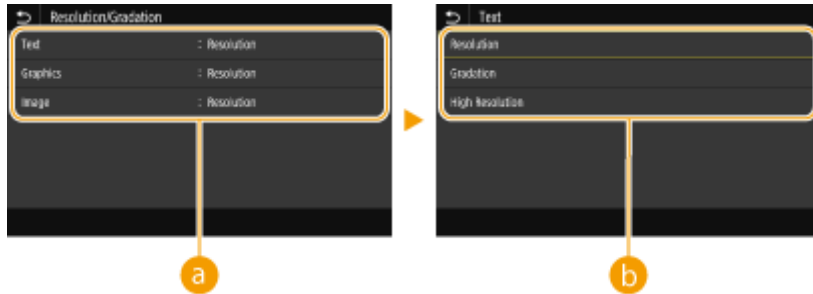 Resolution/Gradation
Text : Resolution
Graphics : Resolution
Image : Resolution
a
Text
Resolution
Gradation
High Resolution
b